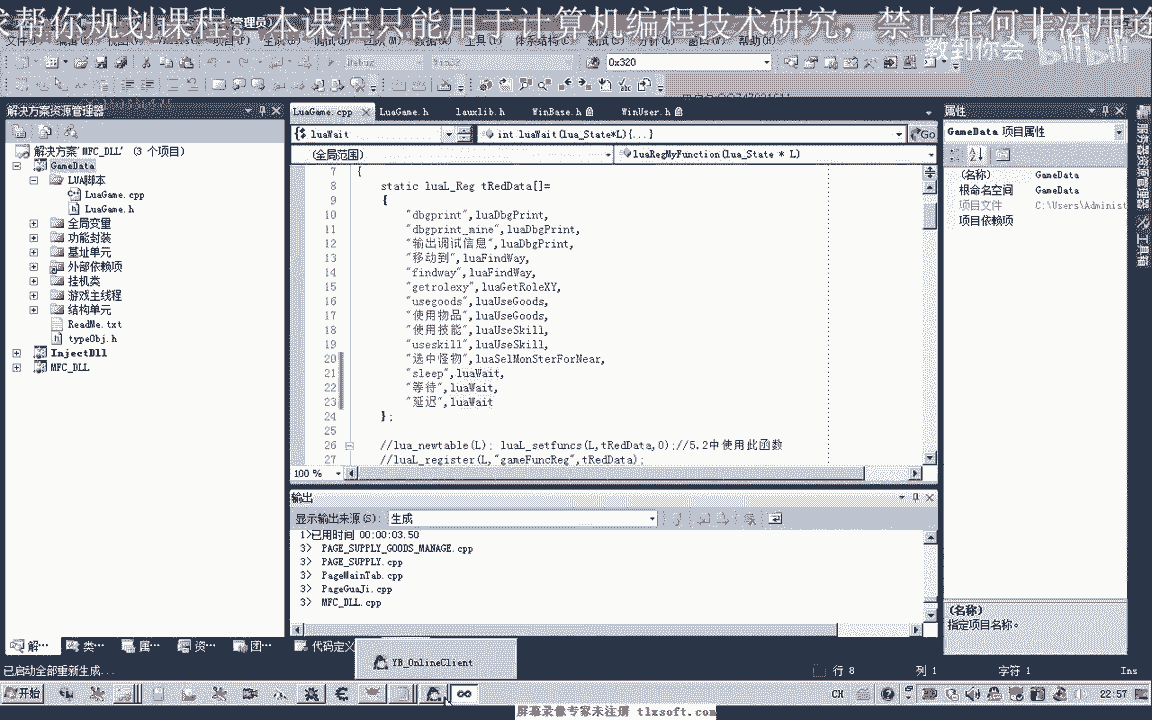 求帮你规划课程。本课程只能用于计算机编程技术研究，禁止任何非法用途
教到你会 bilibili
Debug Win32 0x320
解决方案资源管理器
解决方案'MFC_DLL' (3 个项目)
GameData
LUA脚本
LuaGame.cpp
LuaGame.h
全局变量
功能封装
基址单元
外部依赖项
挂机类
游戏主线程
结构单元
ReadMe.txt
typeObj.h
InjectDll
MFC_DLL
LuaGame.cpp LuaGame.h lauxlib.h WinBase.h WinUser.h
luaWait int luaWait(lua_State*L){...} Go
(全局范围) luaRegMyFunction(lua_State * L)
7 {
8 static luaL_Reg tRedData[]=
9 {
10 "dbgprint",luaDbgPrint,
11 "dbgprint_mine",luaDbgPrint,
12 "输出调试信息",luaDbgPrint,
13 "移动到",luaFindWay,
14 "findway",luaFindWay,
15 "getrolexy",luaGetRoleXY,
16 "usegoods",luaUseGoods,
17 "使用物品",luaUseGoods,
18 "使用技能",luaUseSkill,
19 "useskill",luaUseSkill,
20 "选中怪物",luaSelMonSterForNear,
21 "sleep",luaWait,
22 "等待",luaWait,
23 "延迟",luaWait
24 };
25
26 //lua_newtable(L); luaL_setfuncs(L,tRedData,0);//5.2中使用此函数
27 //luaL_register(L,"gameFuncReg",tRedData);
100 %
输出
显示输出来源(S): 生成
1>已用时间 00:00:03.50
3> PAGE_SUPPLY_GOODS_MANAGE.cpp
3> PAGE_SUPPLY.cpp
3> PageMainTab.cpp
3> PageGuaJi.cpp
3> MFC_DLL.cpp
属性
GameData 项目属性
(名称) GameData
根命名空间 GameData
项目文件 C:\Users\Administ
项目依赖项
(名称)
指定项目名称。
服务器资源管理器
工具箱
解… 类… 属… 资… 团… 代码定义
YB_OnlineClient
已启动全部重新生成... 行 8 列 1 字符 1 Ins
开始 CH 22:57
屏幕录像专家未注册 tlxsoft.com